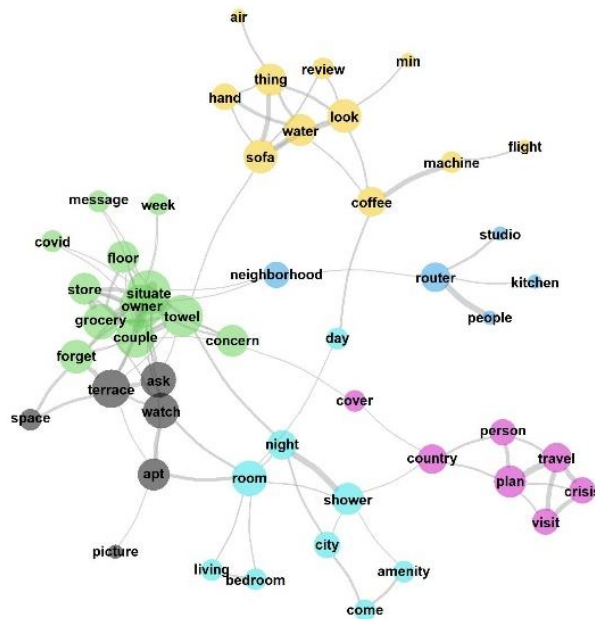 air
thing
review
min
hand
look
water
sofa
machine
flight
coffee
message
week
studio
covid
floor
neighborhood
store
situate
router
kitchen
owner
grocery
towel
people
couple
concern
day
forget
terrace
ask
cover
space
watch
person
night
country
travel
apt
room
plan
crisis
shower
visit
picture
city
living
amenity
bedroom
come